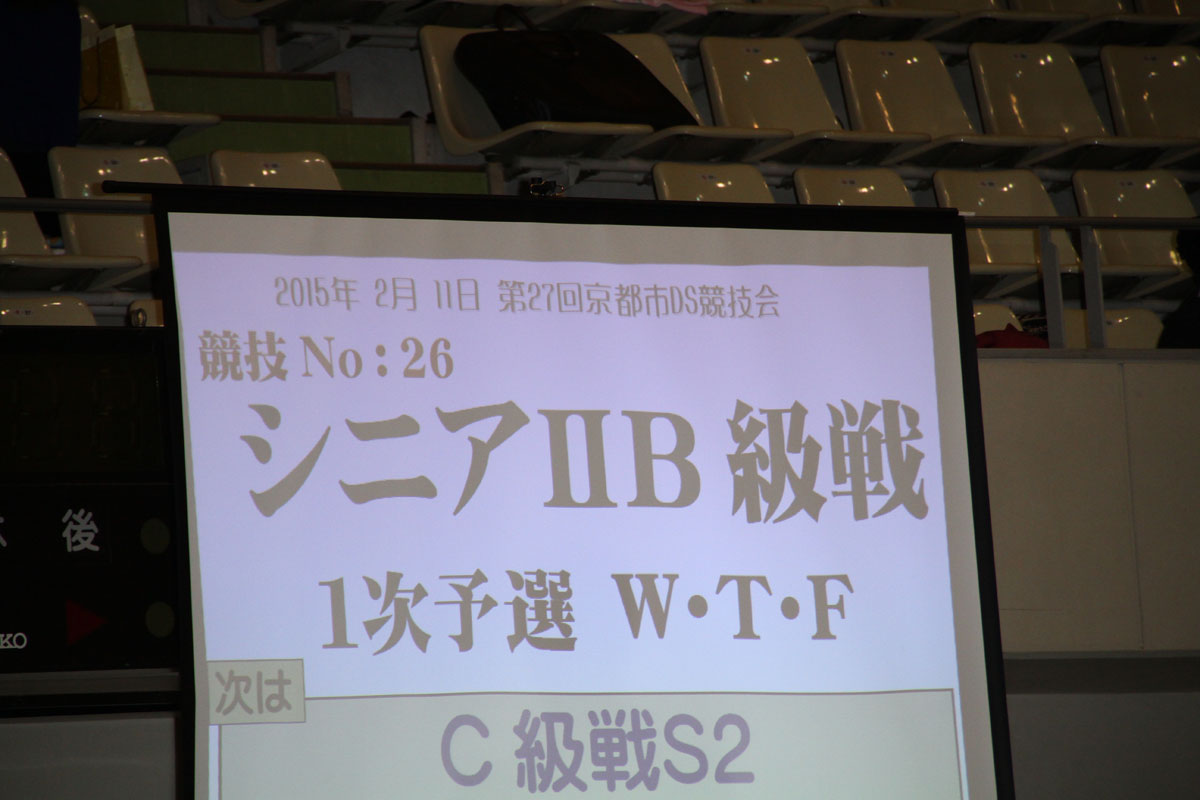 2015年 2月 11日 第27回京都市DS競技会
競技 No : 26
シニアⅡB 級戦
1次予選 W・T・F
次は
C 級戦S2
後
KO